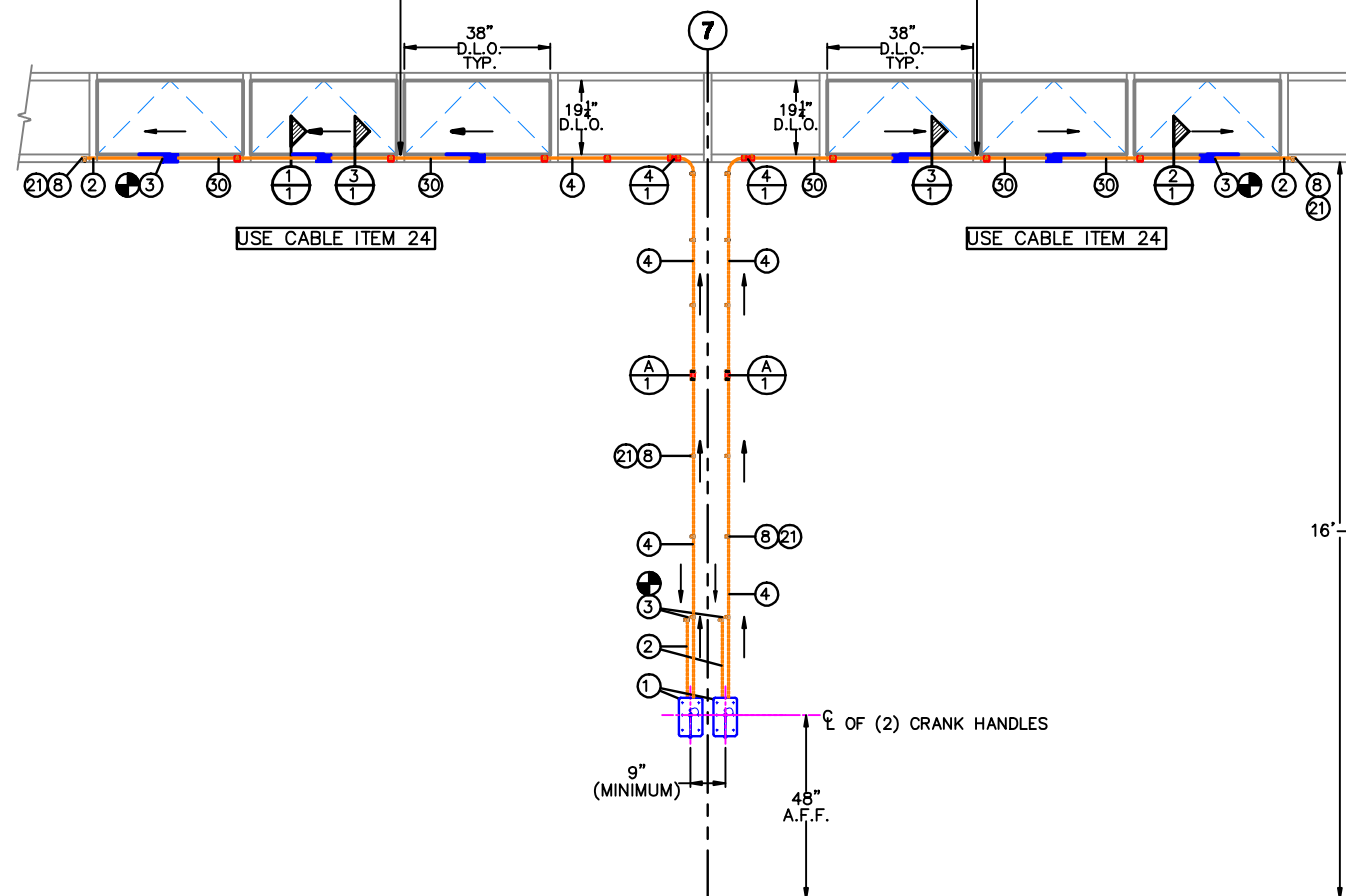 7
38"
D.L.O.
TYP.
38"
D.L.O.
TYP.
19¼"
D.L.O.
19¼"
D.L.O.
21 8 2 3 30 1/1 3/1 30 4 4/1 4/1 30 3/1 30 30 2/1 3 2 8
21
USE CABLE ITEM 24
USE CABLE ITEM 24
4 4
A/1 A/1
21 8
8 21
4
4
3
2
1
16'-
℄ OF (2) CRANK HANDLES
9"
(MINIMUM)
48"
A.F.F.